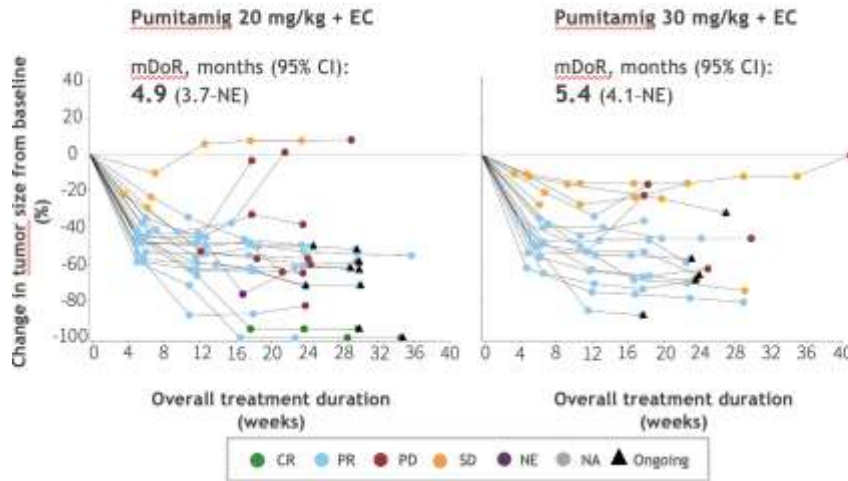 Pumitamig 20 mg/kg + EC
Pumitamig 30 mg/kg + EC
mDoR, months (95% CI):
4.9 (3.7-NE)
mDoR, months (95% CI):
5.4 (4.1-NE)
Change in tumor size from baseline
(%)
40
20
0
-20
-40
-60
-80
-100
0 4 8 12 16 20 24 28 32 36 40
0 4 8 12 16 20 24 28 32 36 40
Overall treatment duration
(weeks)
Overall treatment duration
(weeks)
CR PR PD SD NE NA Ongoing